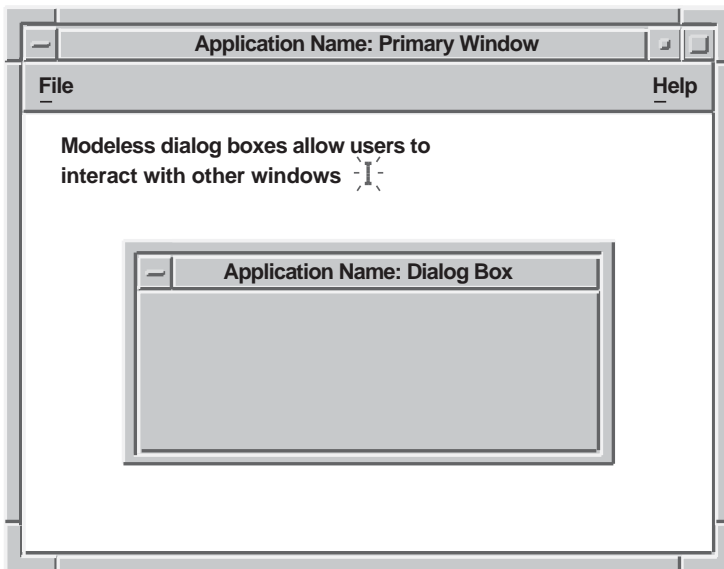 Application Name: Primary Window
File Help
Modeless dialog boxes allow users to
interact with other windows
Application Name: Dialog Box